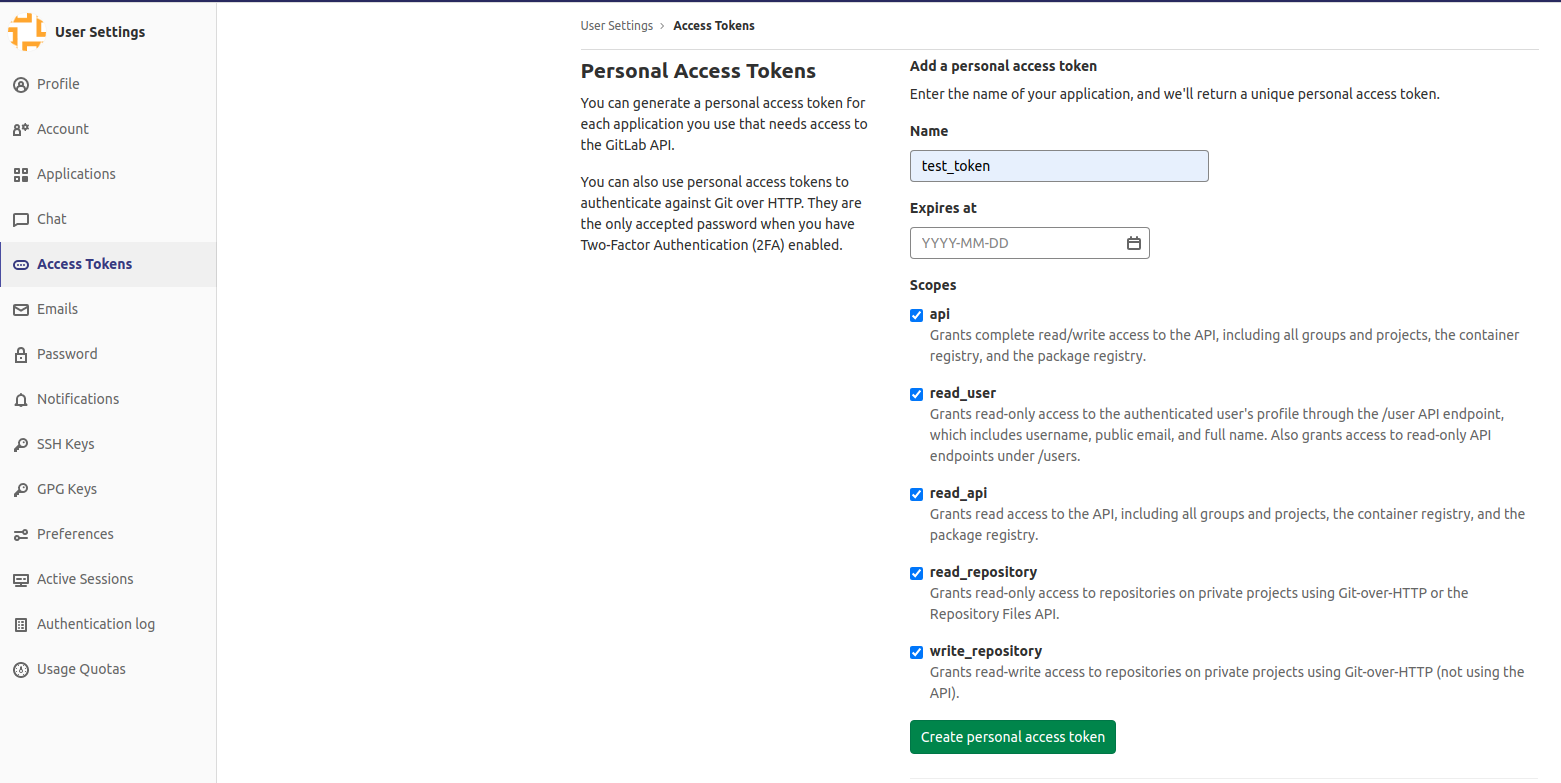 User Settings
Profile
Account
Applications
Chat
Access Tokens
Emails
Password
Notifications
SSH Keys
GPG Keys
Preferences
Active Sessions
Authentication log
Usage Quotas
User Settings > Access Tokens
Personal Access Tokens
You can generate a personal access token for
each application you use that needs access to
the GitLab API.
You can also use personal access tokens to
authenticate against Git over HTTP. They are
the only accepted password when you have
Two-Factor Authentication (2FA) enabled.
Add a personal access token
Enter the name of your application, and we'll return a unique personal access token.
Name
test_token
Expires at
YYYY-MM-DD
Scopes
api
Grants complete read/write access to the API, including all groups and projects, the container
registry, and the package registry.
read_user
Grants read-only access to the authenticated user's profile through the /user API endpoint,
which includes username, public email, and full name. Also grants access to read-only API
endpoints under /users.
read_api
Grants read access to the API, including all groups and projects, the container registry, and the
package registry.
read_repository
Grants read-only access to repositories on private projects using Git-over-HTTP or the
Repository Files API.
write_repository
Grants read-write access to repositories on private projects using Git-over-HTTP (not using the
API).
Create personal access token